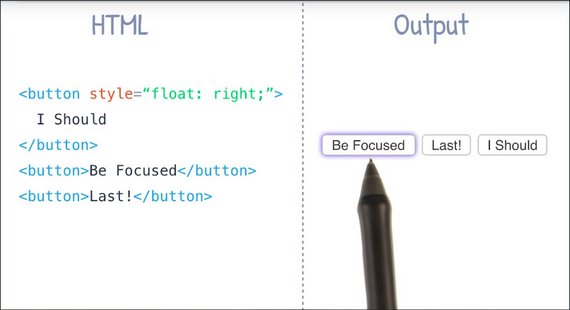 HTML
Output
<button style=“float: right;”>
I Should
</button>
<button>Be Focused</button>
<button>Last!</button>
Be Focused Last! I Should